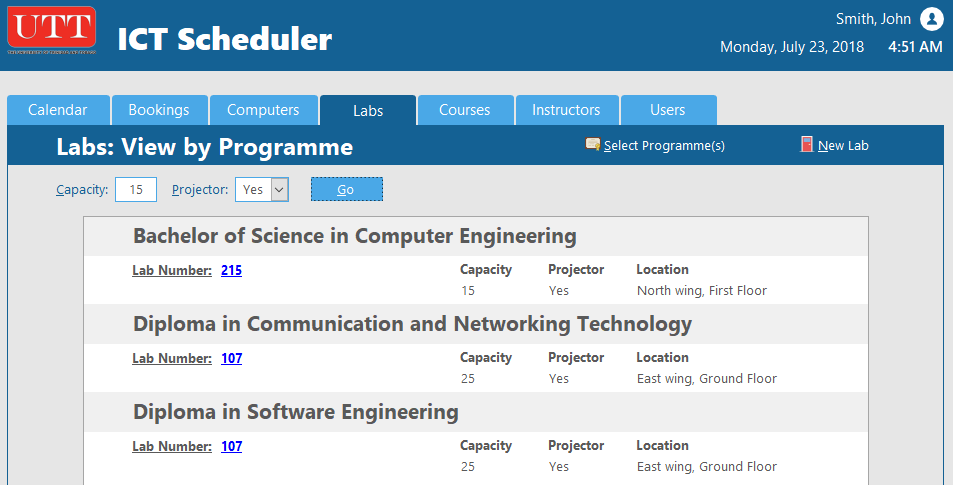 UTT
ICT Scheduler
Smith, John
Monday, July 23, 2018 4:51 AM
Calendar Bookings Computers Labs Courses Instructors Users
Labs: View by Programme Select Programme(s) New Lab
Capacity: 15 Projector: Yes Go
Bachelor of Science in Computer Engineering
Lab Number: 215 Capacity Projector Location
15 Yes North wing, First Floor
Diploma in Communication and Networking Technology
Lab Number: 107 Capacity Projector Location
25 Yes East wing, Ground Floor
Diploma in Software Engineering
Lab Number: 107 Capacity Projector Location
25 Yes East wing, Ground Floor